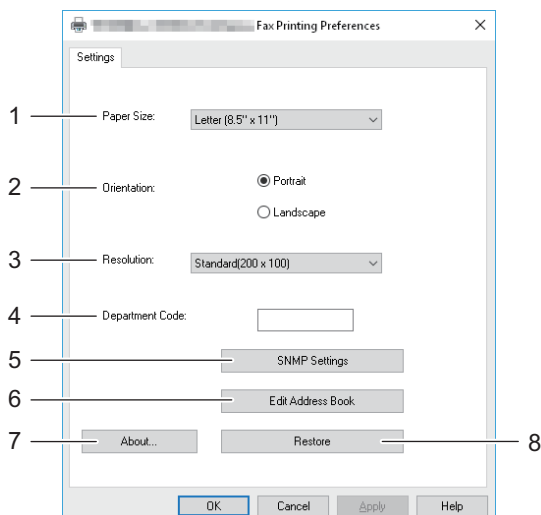 Fax Printing Preferences
Settings
1 Paper Size: Letter (8.5" x 11")
2 Orientation: Portrait
Landscape
3 Resolution: Standard(200 x 100)
4 Department Code:
5 SNMP Settings
6 Edit Address Book
7 About... Restore 8
OK Cancel Apply Help